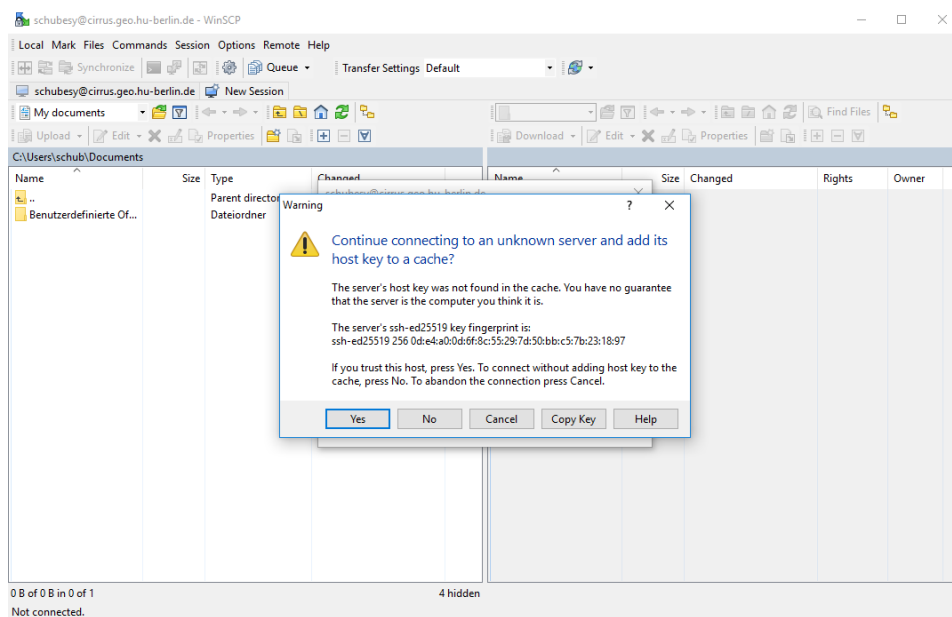 schubesy@cirrus.geo.hu-berlin.de - WinSCP
Local Mark Files Commands Session Options Remote Help
Synchronize Queue Transfer Settings Default
schubesy@cirrus.geo.hu-berlin.de New Session
My documents Find Files
Upload Edit Properties Download Edit Properties
C:\Users\schub\Documents
Name Size Type Changed Name Size Changed Rights Owner
.. Parent director
Benutzerdefinierte Of... Dateiordner
schubesy@cirrus.geo.hu-berlin.de
Warning ?
Continue connecting to an unknown server and add its
host key to a cache?
The server's host key was not found in the cache. You have no guarantee
that the server is the computer you think it is.
The server's ssh-ed25519 key fingerprint is:
ssh-ed25519 256 0d:e4:a0:0d:6f:8c:55:29:7d:50:bb:c5:7b:23:18:97
If you trust this host, press Yes. To connect without adding host key to the
cache, press No. To abandon the connection press Cancel.
Yes No Cancel Copy Key Help
0 B of 0 B in 0 of 1 4 hidden
Not connected.